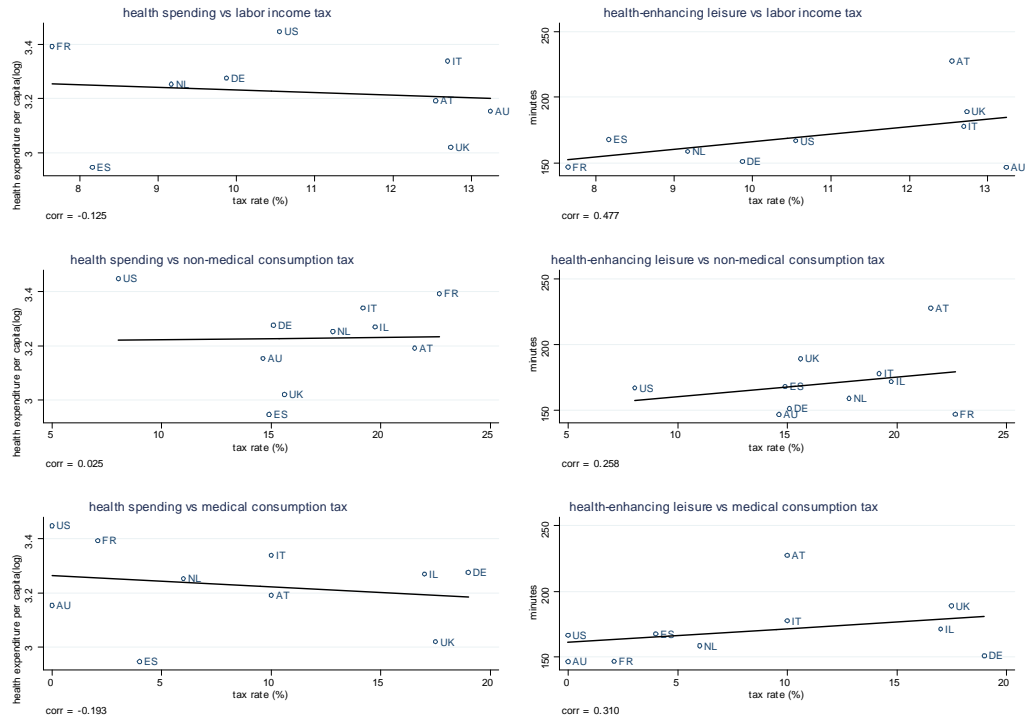 health spending vs labor income tax
health expenditure per capita(log)
3.4
3.2
3
FR
US
IT
NL
DE
AT
AU
UK
ES
8
9
10
11
12
13
tax rate (%)
corr = -0.125
health-enhancing leisure vs labor income tax
minutes
250
200
150
AT
UK
IT
ES
US
NL
DE
FR
AU
8
9
10
11
12
13
tax rate (%)
corr = 0.477
health spending vs non-medical consumption tax
health expenditure per capita(log)
3.4
3.2
3
US
FR
IT
DE
NL
IL
AU
AT
UK
ES
5
10
15
20
25
tax rate (%)
corr = 0.025
health-enhancing leisure vs non-medical consumption tax
minutes
250
200
150
AT
UK
US
ES
IT
IL
NL
DE
AU
FR
5
10
15
20
25
tax rate (%)
corr = 0.258
health spending vs medical consumption tax
health expenditure per capita(log)
3.4
3.2
3
US
FR
IT
NL
IL
DE
AT
AU
UK
ES
0
5
10
15
20
tax rate (%)
corr = -0.193
health-enhancing leisure vs medical consumption tax
minutes
250
200
150
AT
UK
IT
IL
US
ES
NL
DE
AU
FR
0
5
10
15
20
tax rate (%)
corr = 0.310